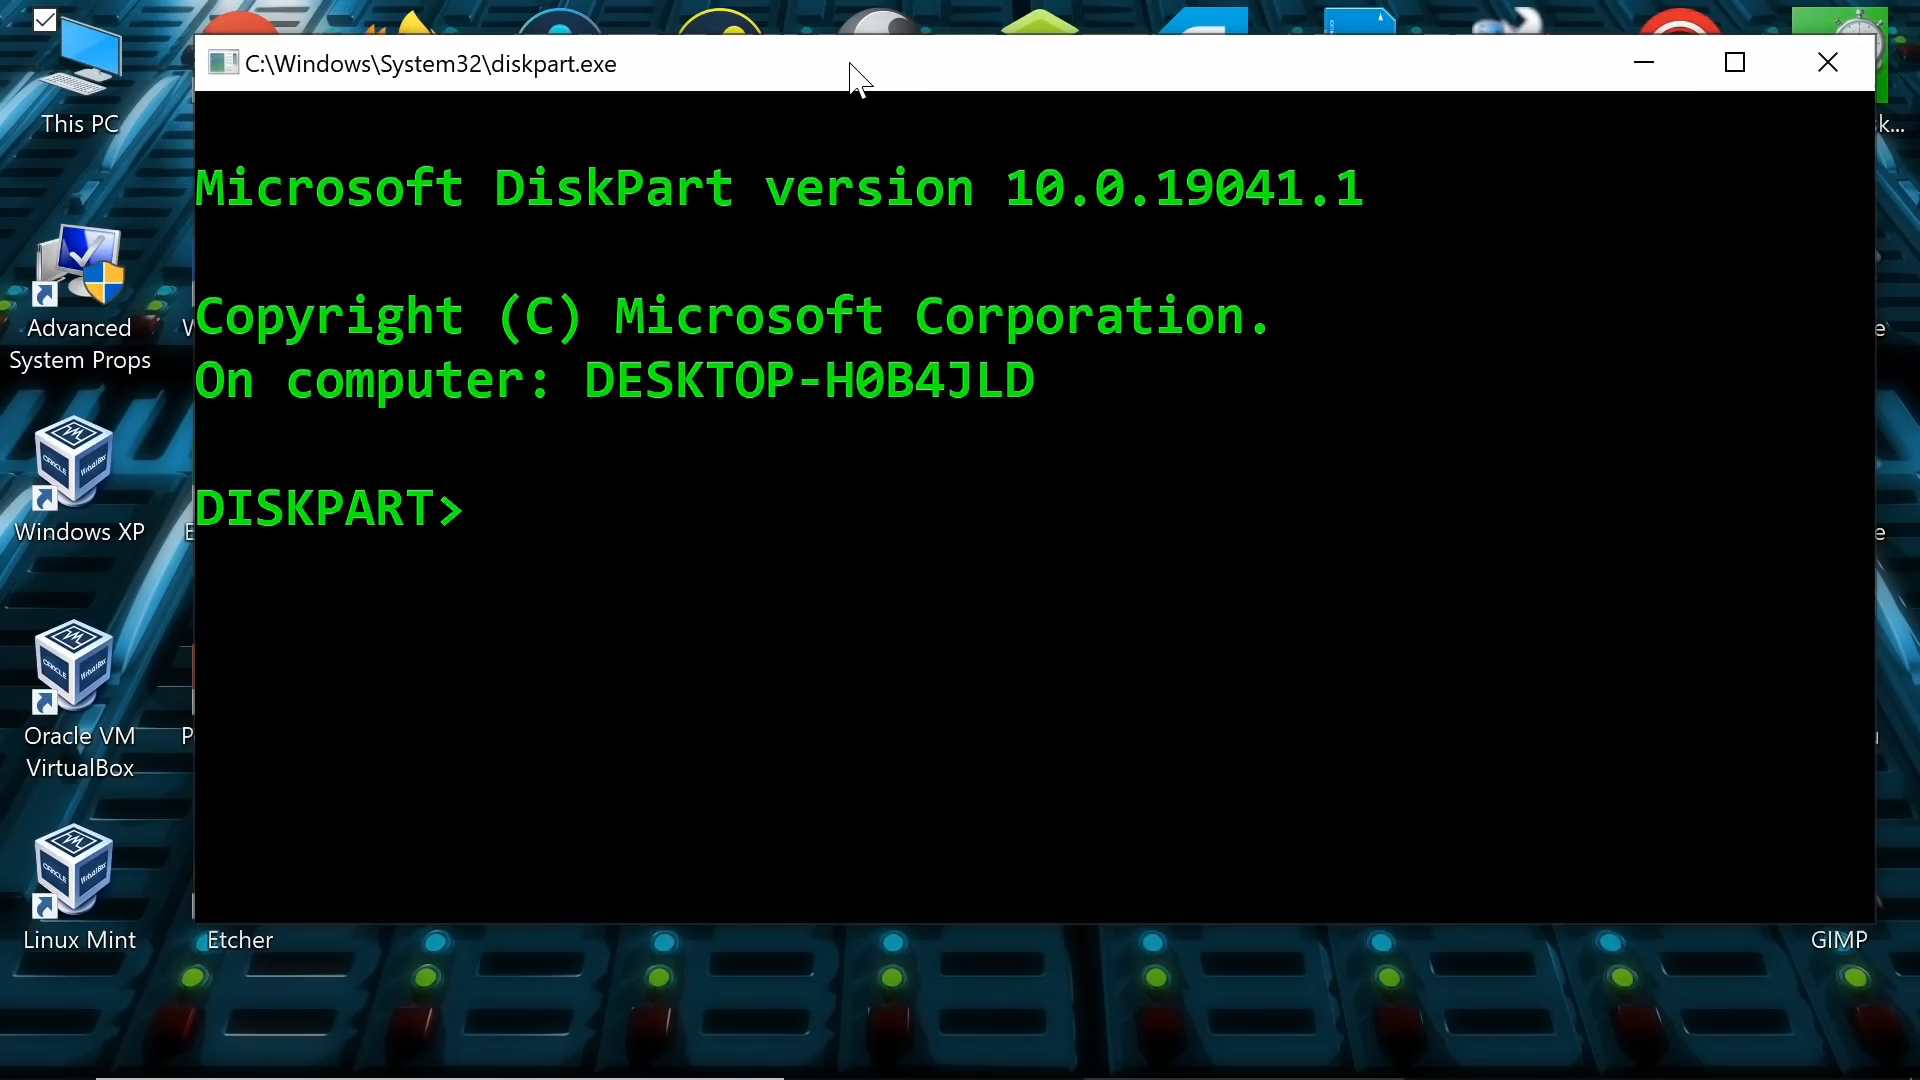 C:\Windows\System32\diskpart.exe
This PC
Microsoft DiskPart version 10.0.19041.1
Copyright (C) Microsoft Corporation.
On computer: DESKTOP-H0B4JLD
DISKPART>
Advanced
System Props
Windows XP
Oracle VM
VirtualBox
Linux Mint
Etcher
GIMP